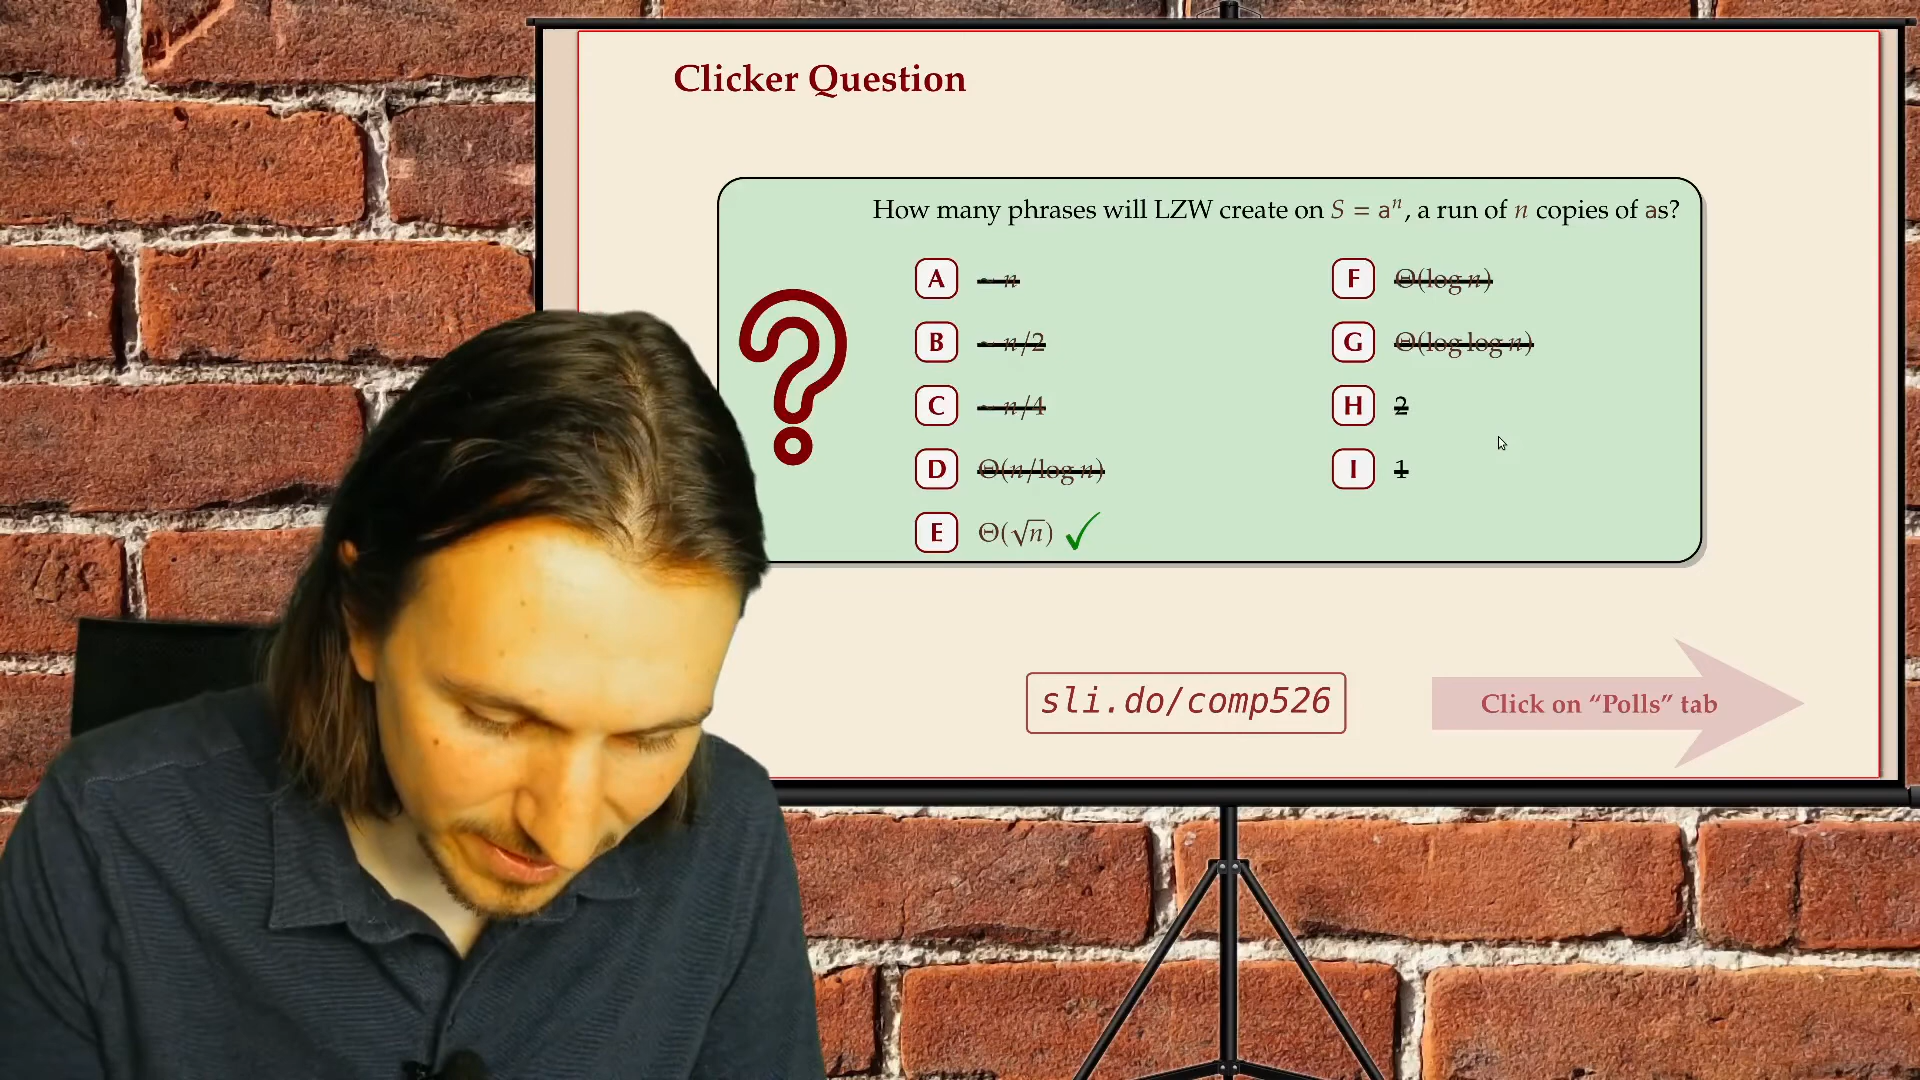 Clicker Question
How many phrases will LZW create on S = aⁿ, a run of n copies of as?
A ~n
B ~n/2
C ~n/4
D Θ(n/log n)
E Θ(√n) ✓
F Θ(log n)
G Θ(log log n)
H 2
I 1
sli.do/comp526
Click on “Polls” tab